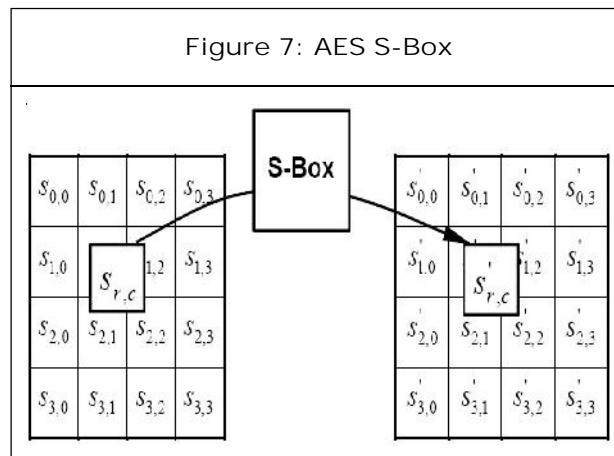 Figure 7: AES S-Box
S-Box
S0,0 S0,1 S0,2 S0,3
S1,0 1,2 S1,3
Sr,c
S2,0 S2,1 S2,2 S2,3
S3,0 S3,1 S3,2 S3,3
S'0,0 S'0,1 S'0,2 S'0,3
S'1,0 S'1,2 S'1,3
S'r,c
S'2,0 S'2,1 S'2,2 S'2,3
S'3,0 S'3,1 S'3,2 S'3,3